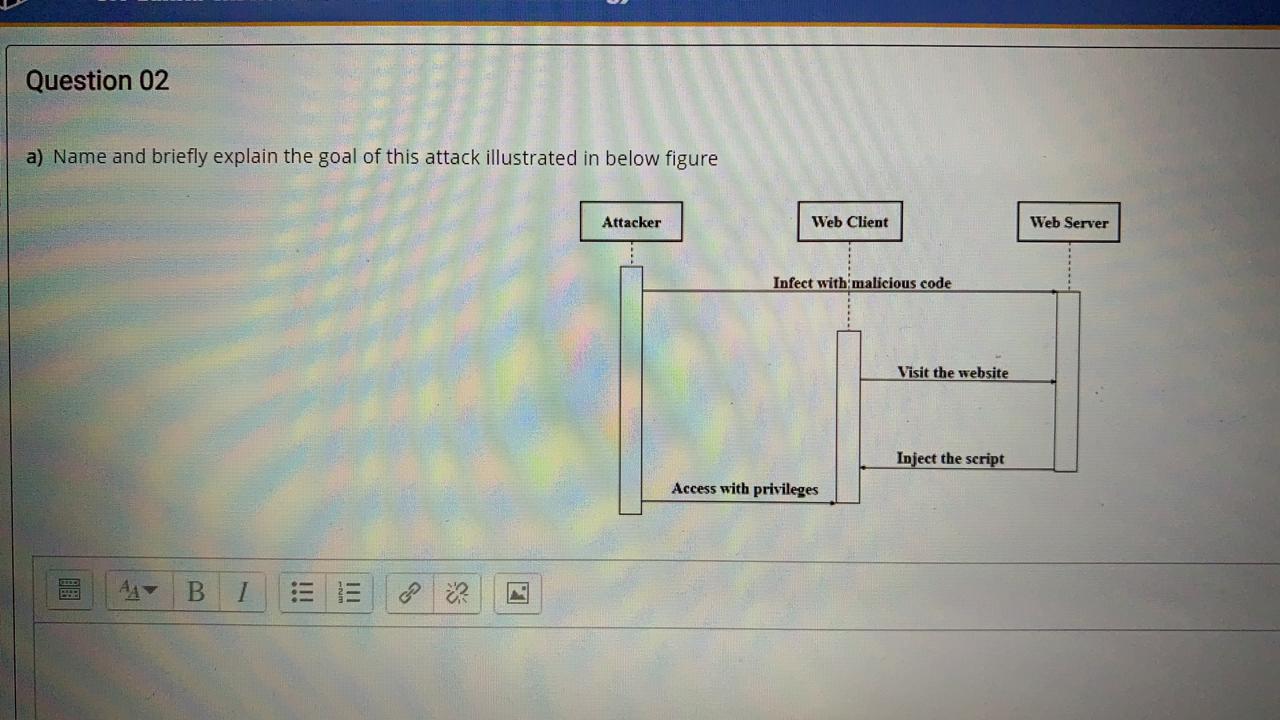 Question 02
a) Name and briefly explain the goal of this attack illustrated in below figure
Attacker
Web Client
Web Server
Infect with malicious code
Visit the website
Inject the script
Access with privileges